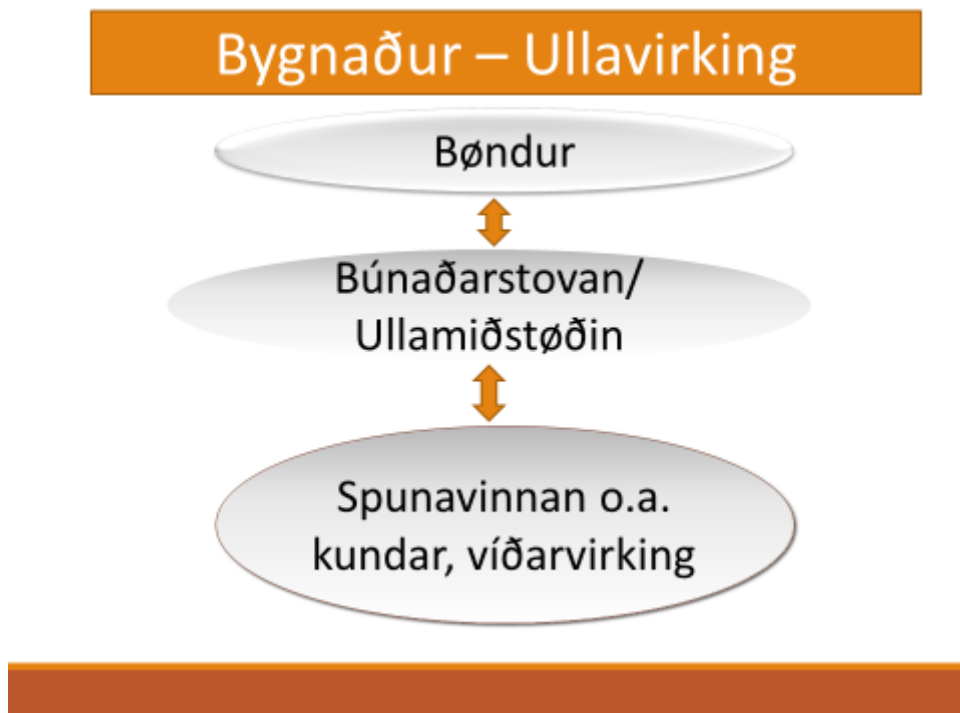 Bygnaður – Ullavirking
Bøndur
Búnaðarstovan/
Ullamiðstøðin
Spunavinnan o.a.
kundar, víðarvirking